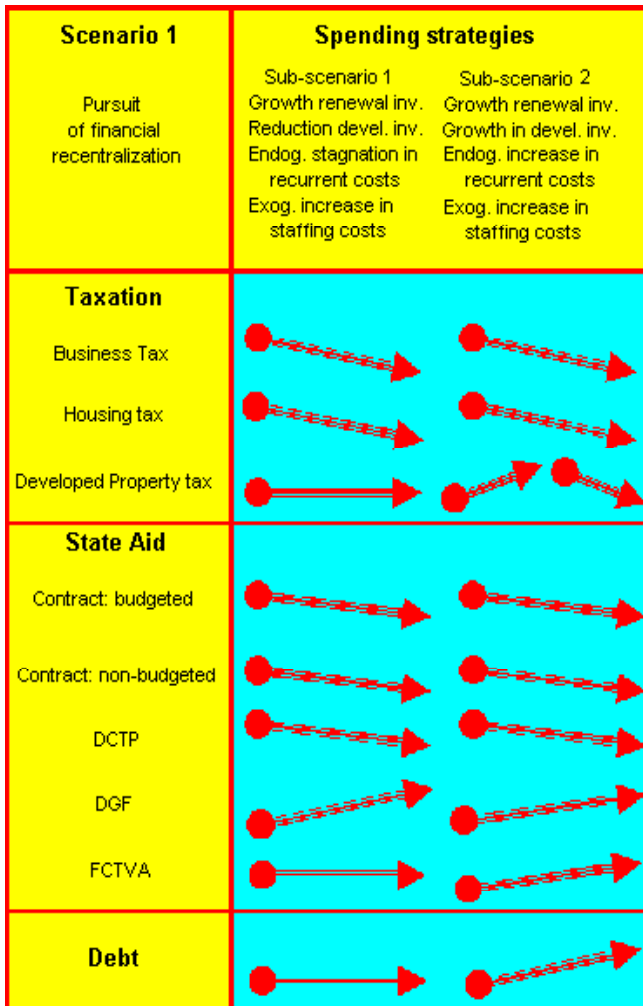 Scenario 1
Pursuit
of financial
recentralization
Spending strategies
Sub-scenario 1
Growth renewal inv.
Reduction devel. inv.
Endog. stagnation in
recurrent costs
Exog. increase in
staffing costs
Sub-scenario 2
Growth renewal inv.
Growth in devel. inv.
Endog. increase in
recurrent costs
Exog. increase in
staffing costs
Taxation
Business Tax
Housing tax
Developed Property tax
State Aid
Contract: budgeted
Contract: non-budgeted
DCTP
DGF
FCTVA
Debt